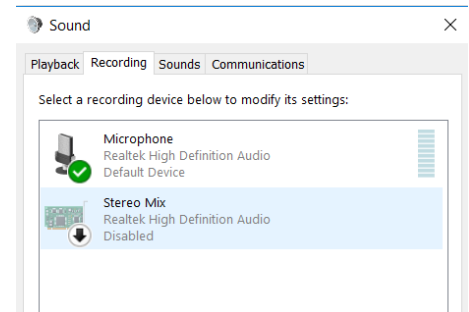 Sound
Playback Recording Sounds Communications
Select a recording device below to modify its settings:
Microphone
Realtek High Definition Audio
Default Device
Stereo Mix
Realtek High Definition Audio
Disabled